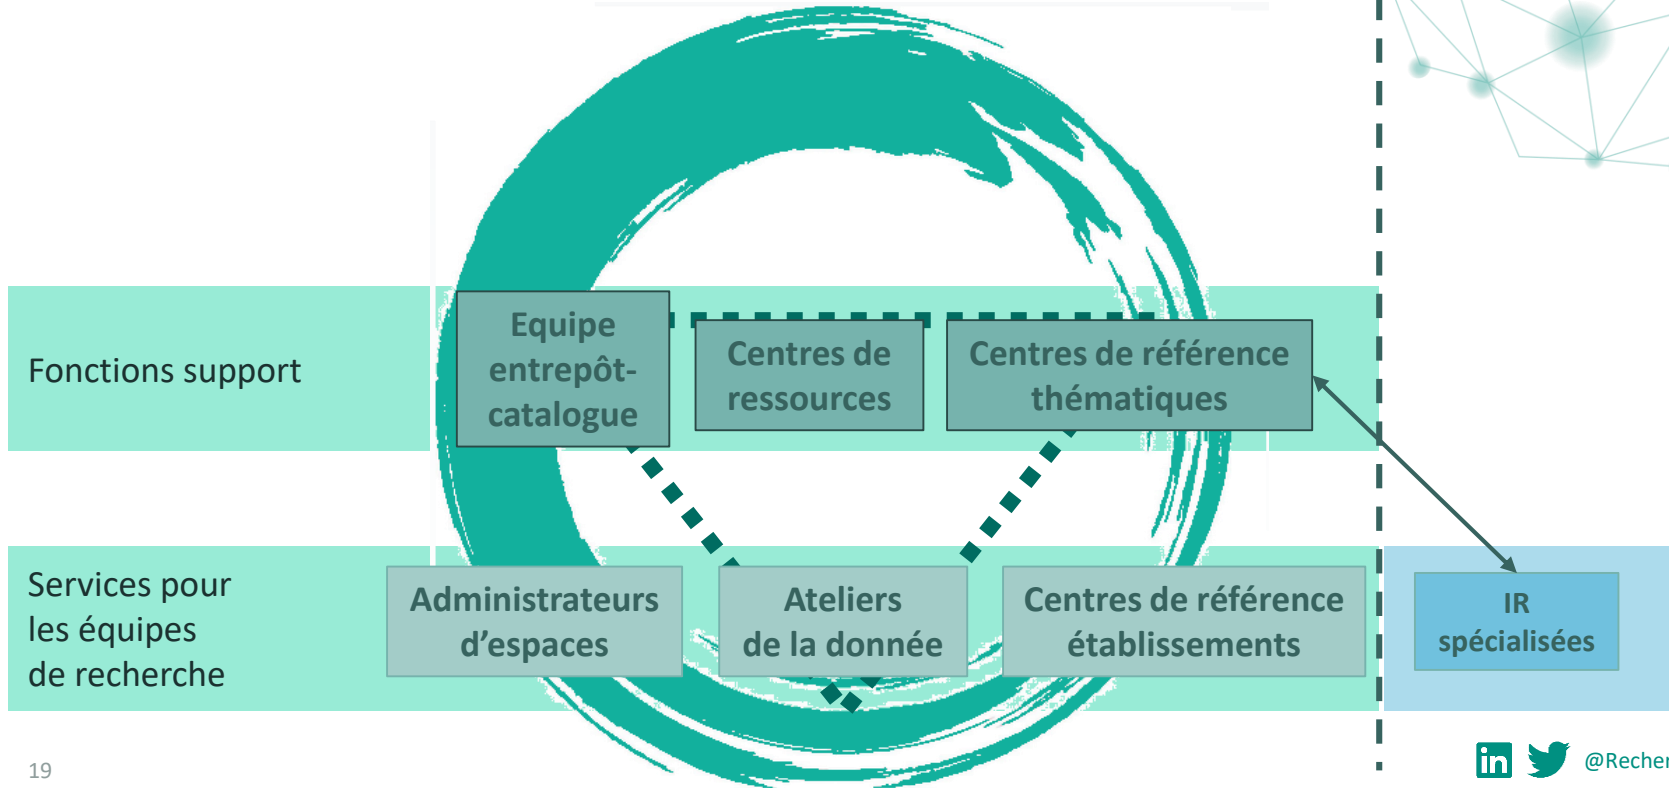 Fonctions support
Equipe
entrepôt-
catalogue
Centres de
ressources
Centres de référence
thématiques
Services pour
les équipes
de recherche
Administrateurs
d'espaces
Ateliers
de la donnée
Centres de référence
établissements
IR
spécialisées
19
in